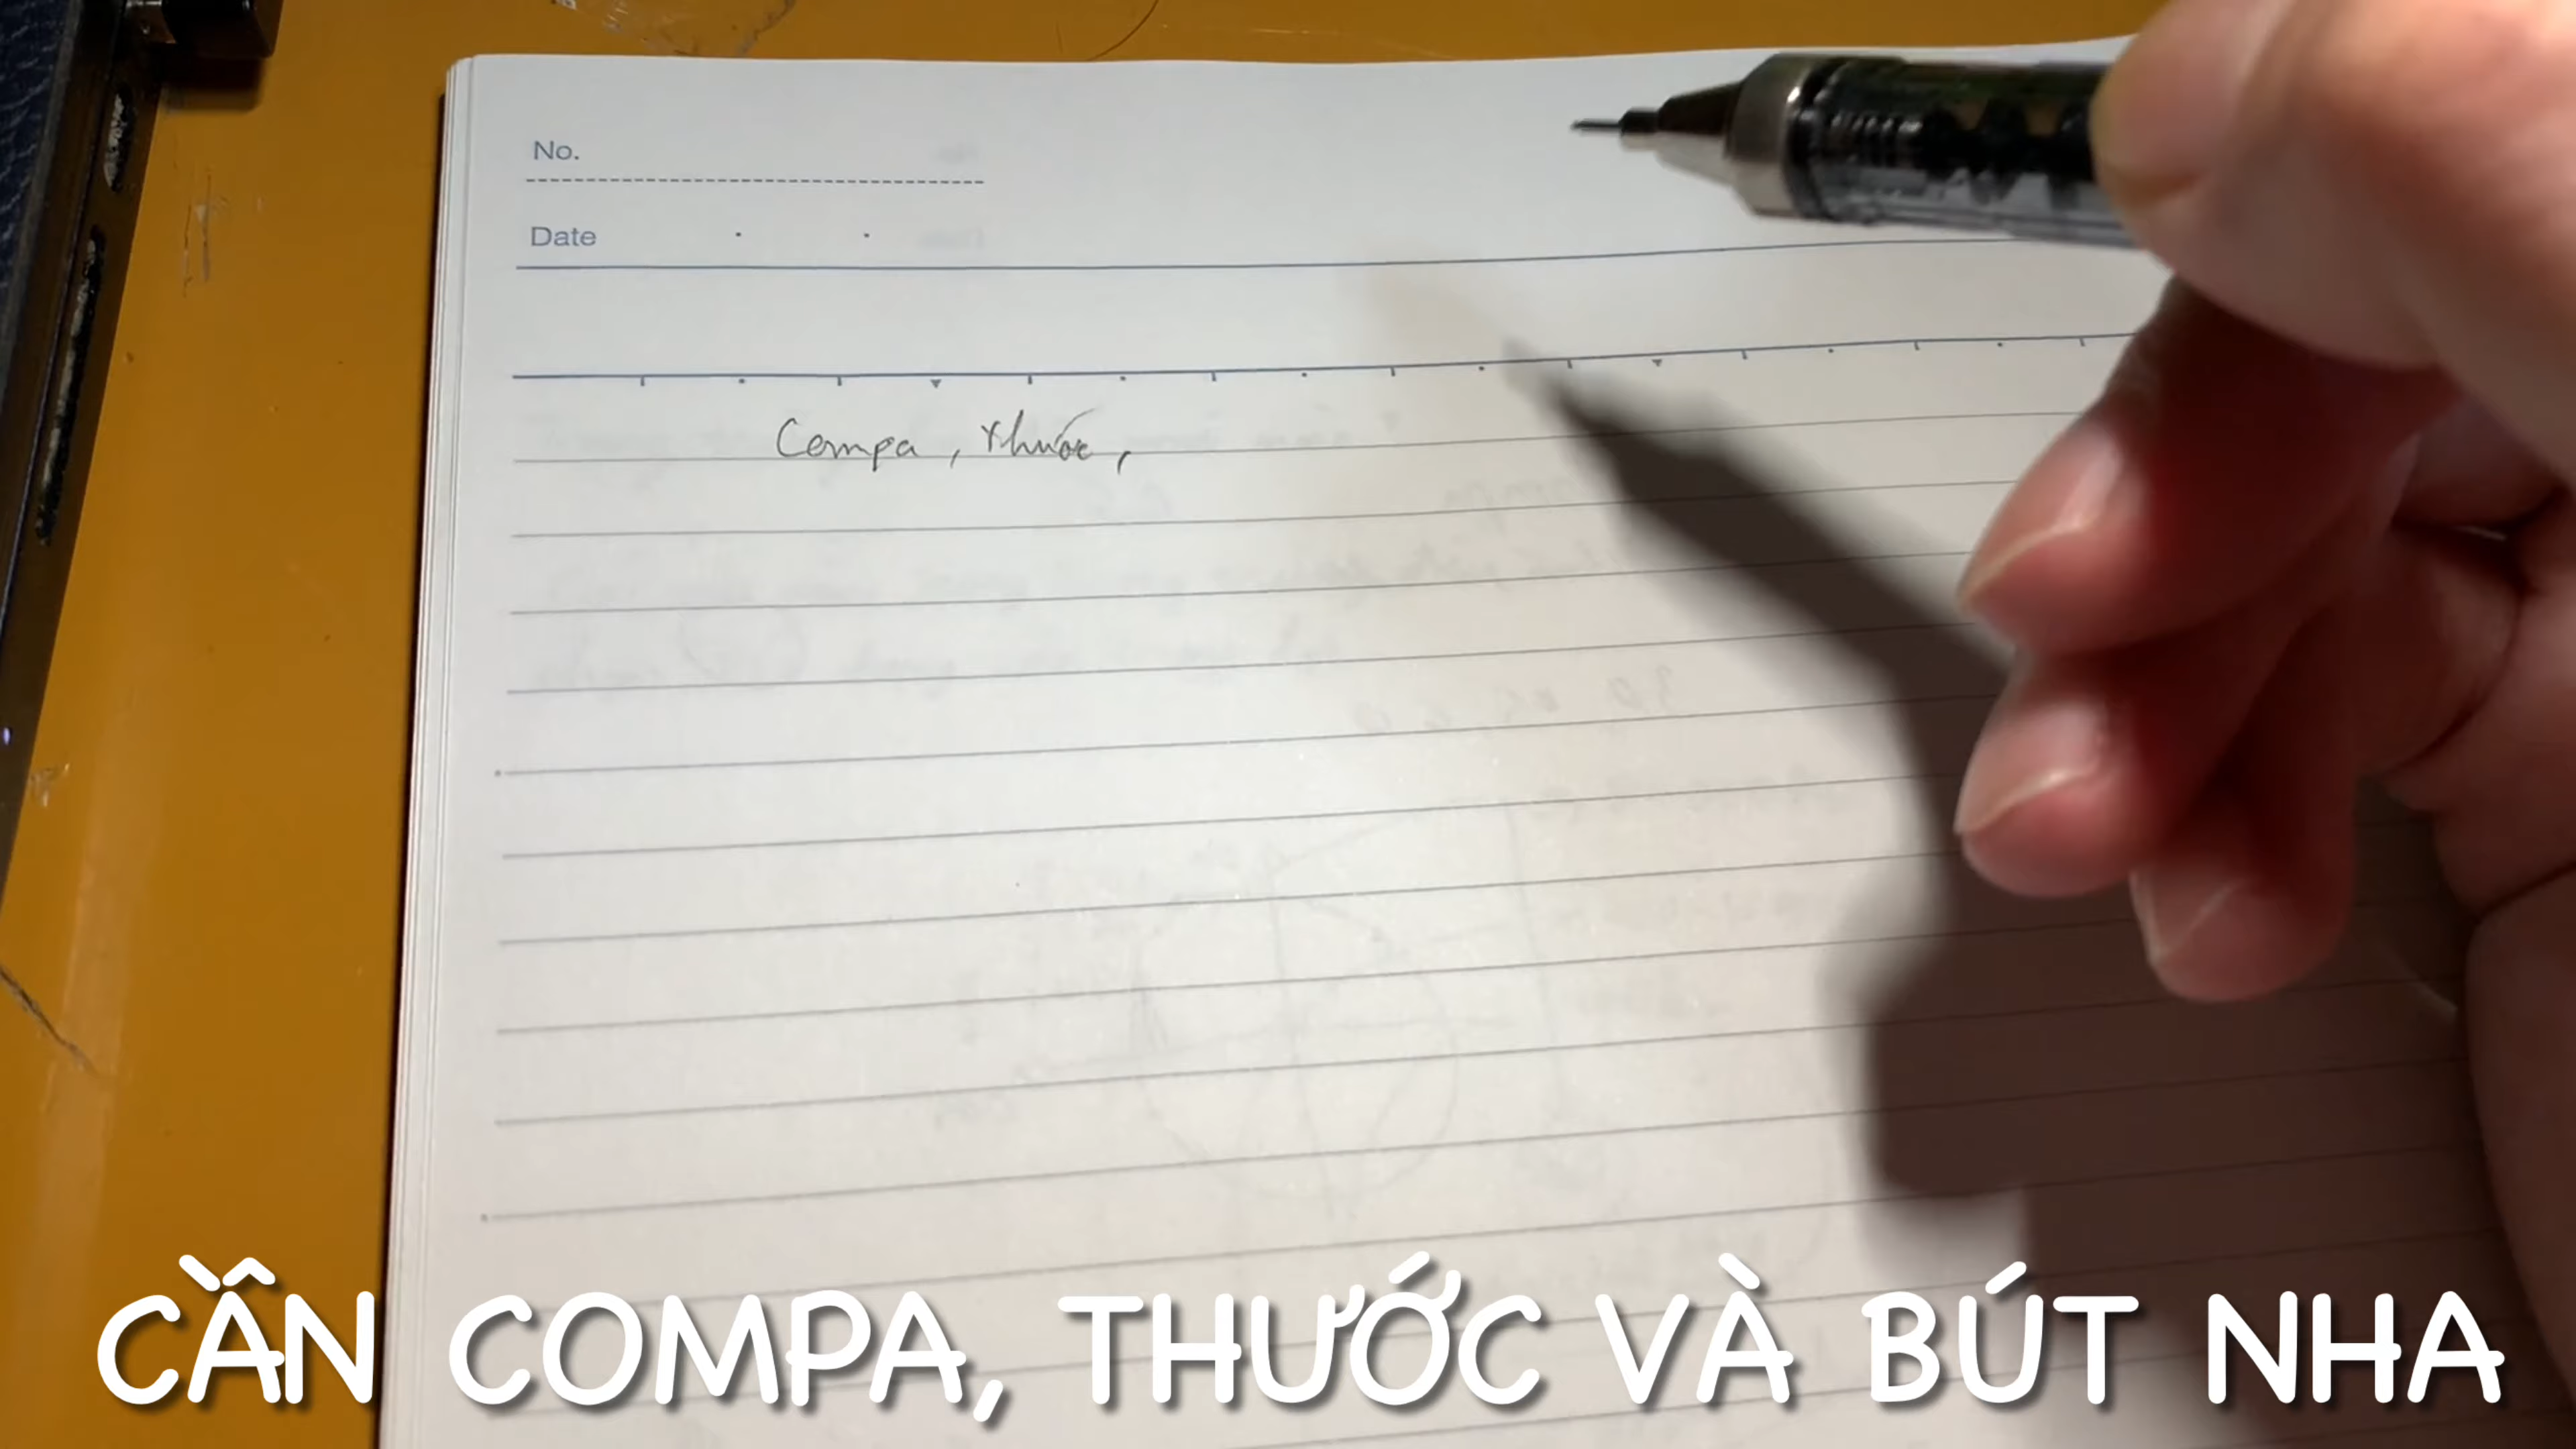 No.
Date
Compa, thước,
CẦN COMPA, THƯỚC VÀ BÚT NHA